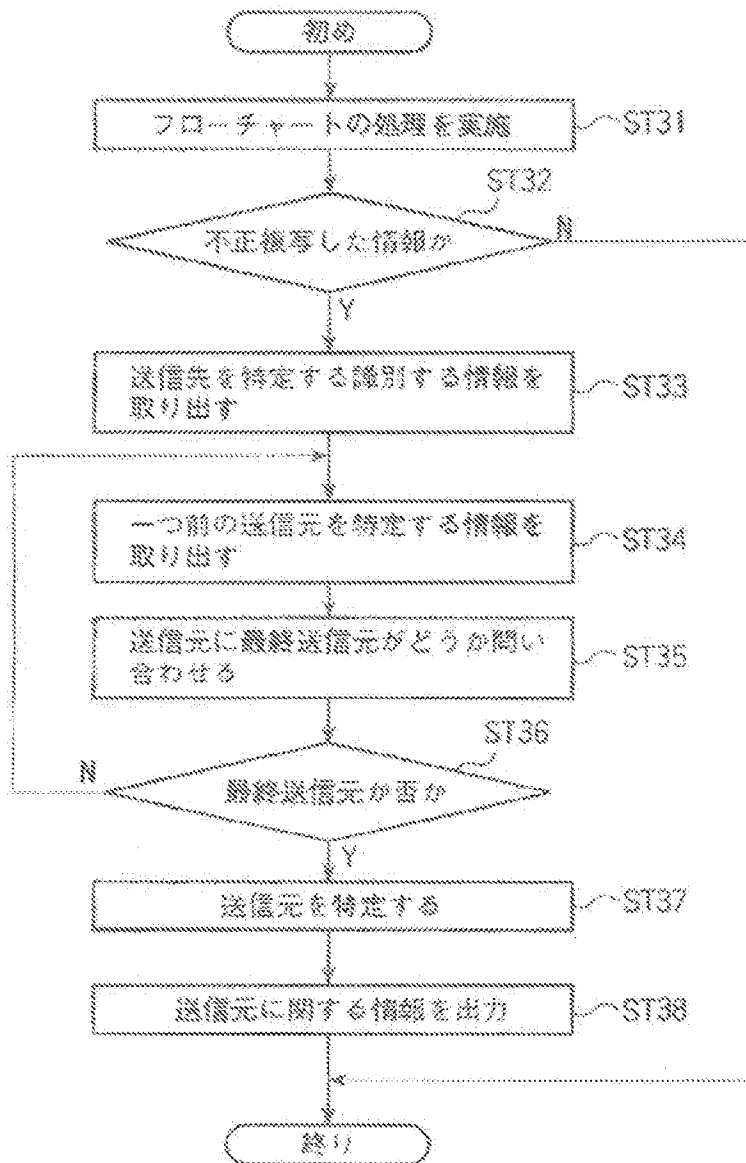 初め
フローチャートの処理を実施
ST31
ST32
不正複写した情報か
N
Y
送信先を特定する識別する情報を
取り出す
ST33
一つ前の送信元を特定する情報を
取り出す
ST34
送信元に最終送信元がどうか問い
合わせる
ST35
ST36
N
最終送信元か否か
Y
送信元を特定する
ST37
送信元に関する情報を出力
ST38
終り